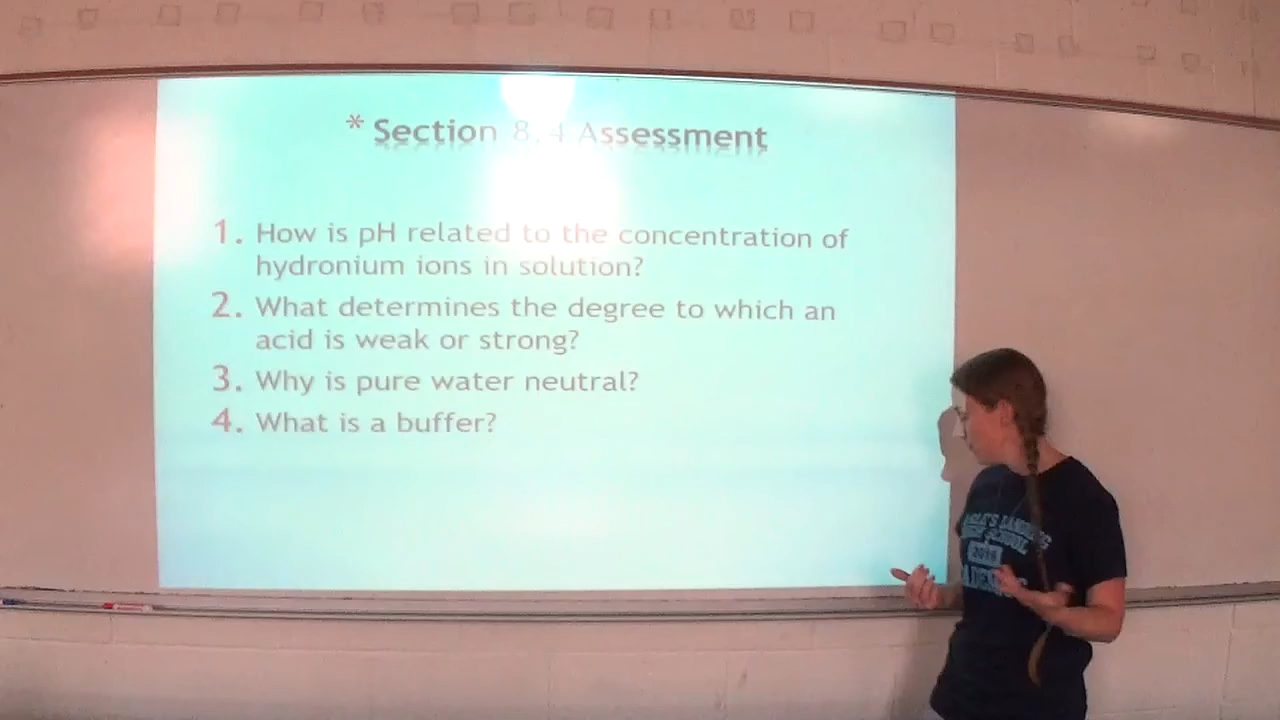 * Section 8.4 Assessment
1. How is pH related to the concentration of
hydronium ions in solution?
2. What determines the degree to which an
acid is weak or strong?
3. Why is pure water neutral?
4. What is a buffer?
2016